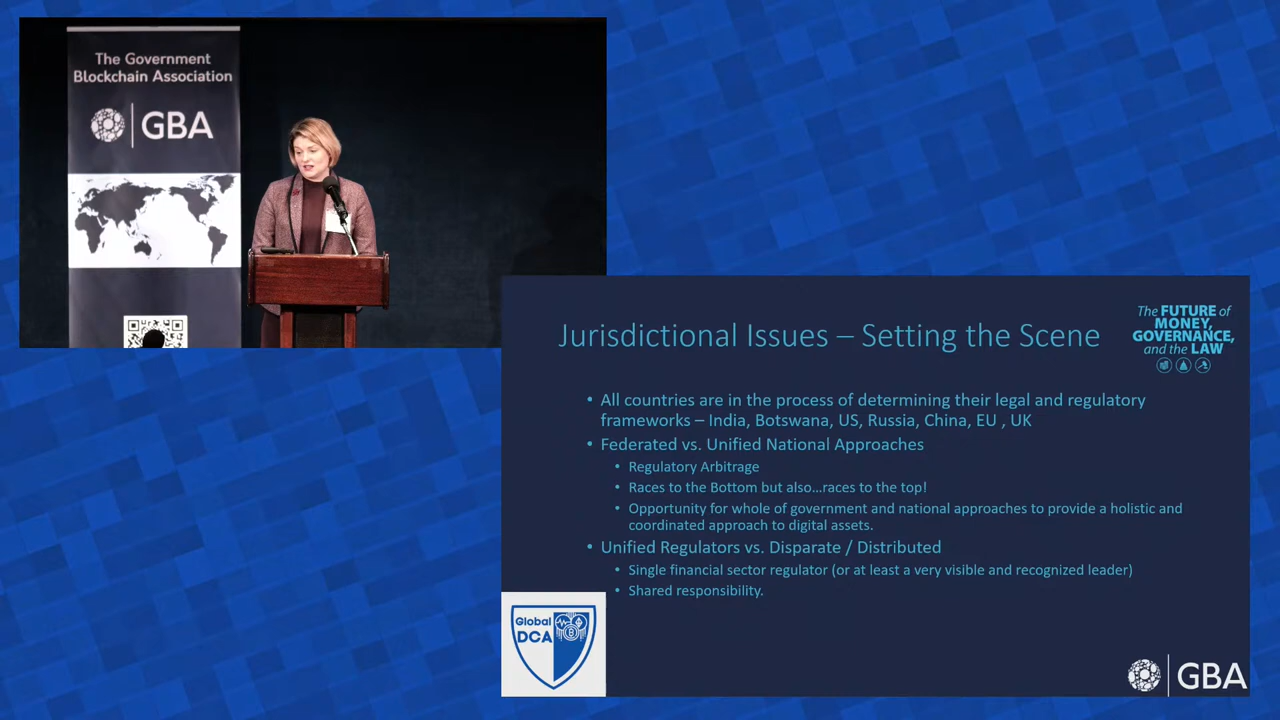 The Government
Blockchain Association
GBA
Jurisdictional Issues – Setting the Scene
The FUTURE of
MONEY,
GOVERNANCE,
and the LAW
• All countries are in the process of determining their legal and regulatory
frameworks – India, Botswana, US, Russia, China, EU , UK
• Federated vs. Unified National Approaches
• Regulatory Arbitrage
• Races to the Bottom but also…races to the top!
• Opportunity for whole of government and national approaches to provide a holistic and
coordinated approach to digital assets.
• Unified Regulators vs. Disparate / Distributed
• Single financial sector regulator (or at least a very visible and recognized leader)
• Shared responsibility.
Global
DCA
GBA